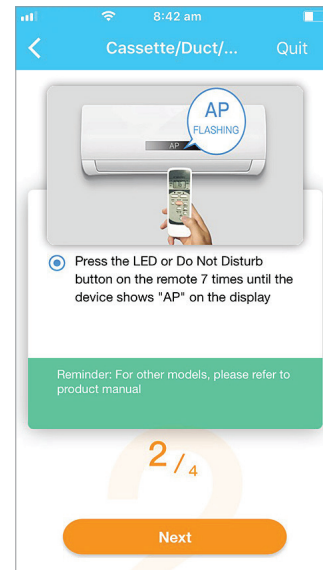 8:42 am
Cassette/Duct/... Quit
AP
FLASHING
AP
Press the LED or Do Not Disturb
button on the remote 7 times until the
device shows "AP" on the display
Reminder: For other models, please refer to
product manual
2/4
Next